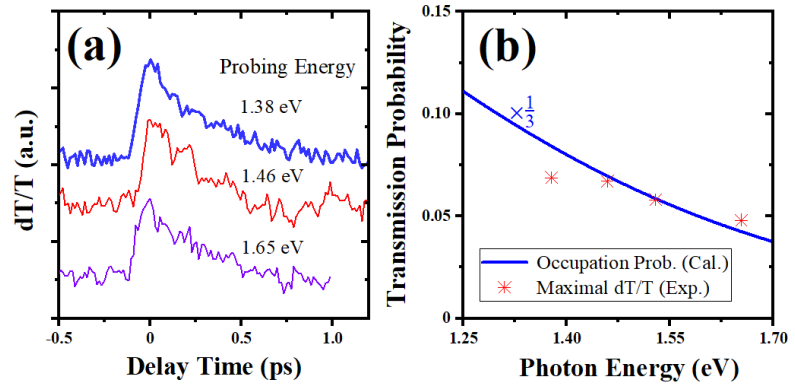 (a)
Probing Energy
1.38 eV
1.46 eV
1.65 eV
dT/T (a.u.)
-0.5
0
0.5
1.0
Delay Time (ps)
(b)
×1/3
Transmission Probability
0.15
0.10
0.05
0
Occupation Prob. (Cal.)
Maximal dT/T (Exp.)
1.25
1.40
1.55
1.70
Photon Energy (eV)